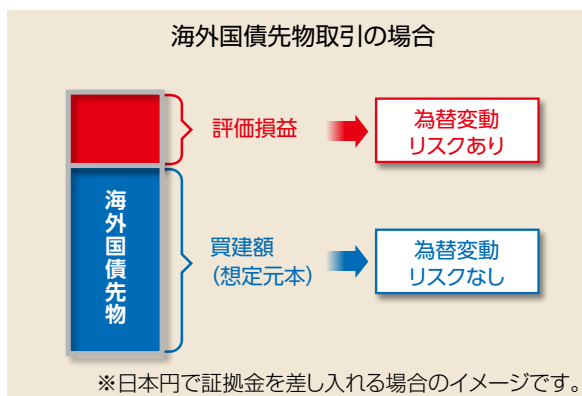 海外国債先物取引の場合
評価損益
為替変動
リスクあり
海外国債先物
買建額
(想定元本)
為替変動
リスクなし
※日本円で証拠金を差し入れる場合のイメージです。